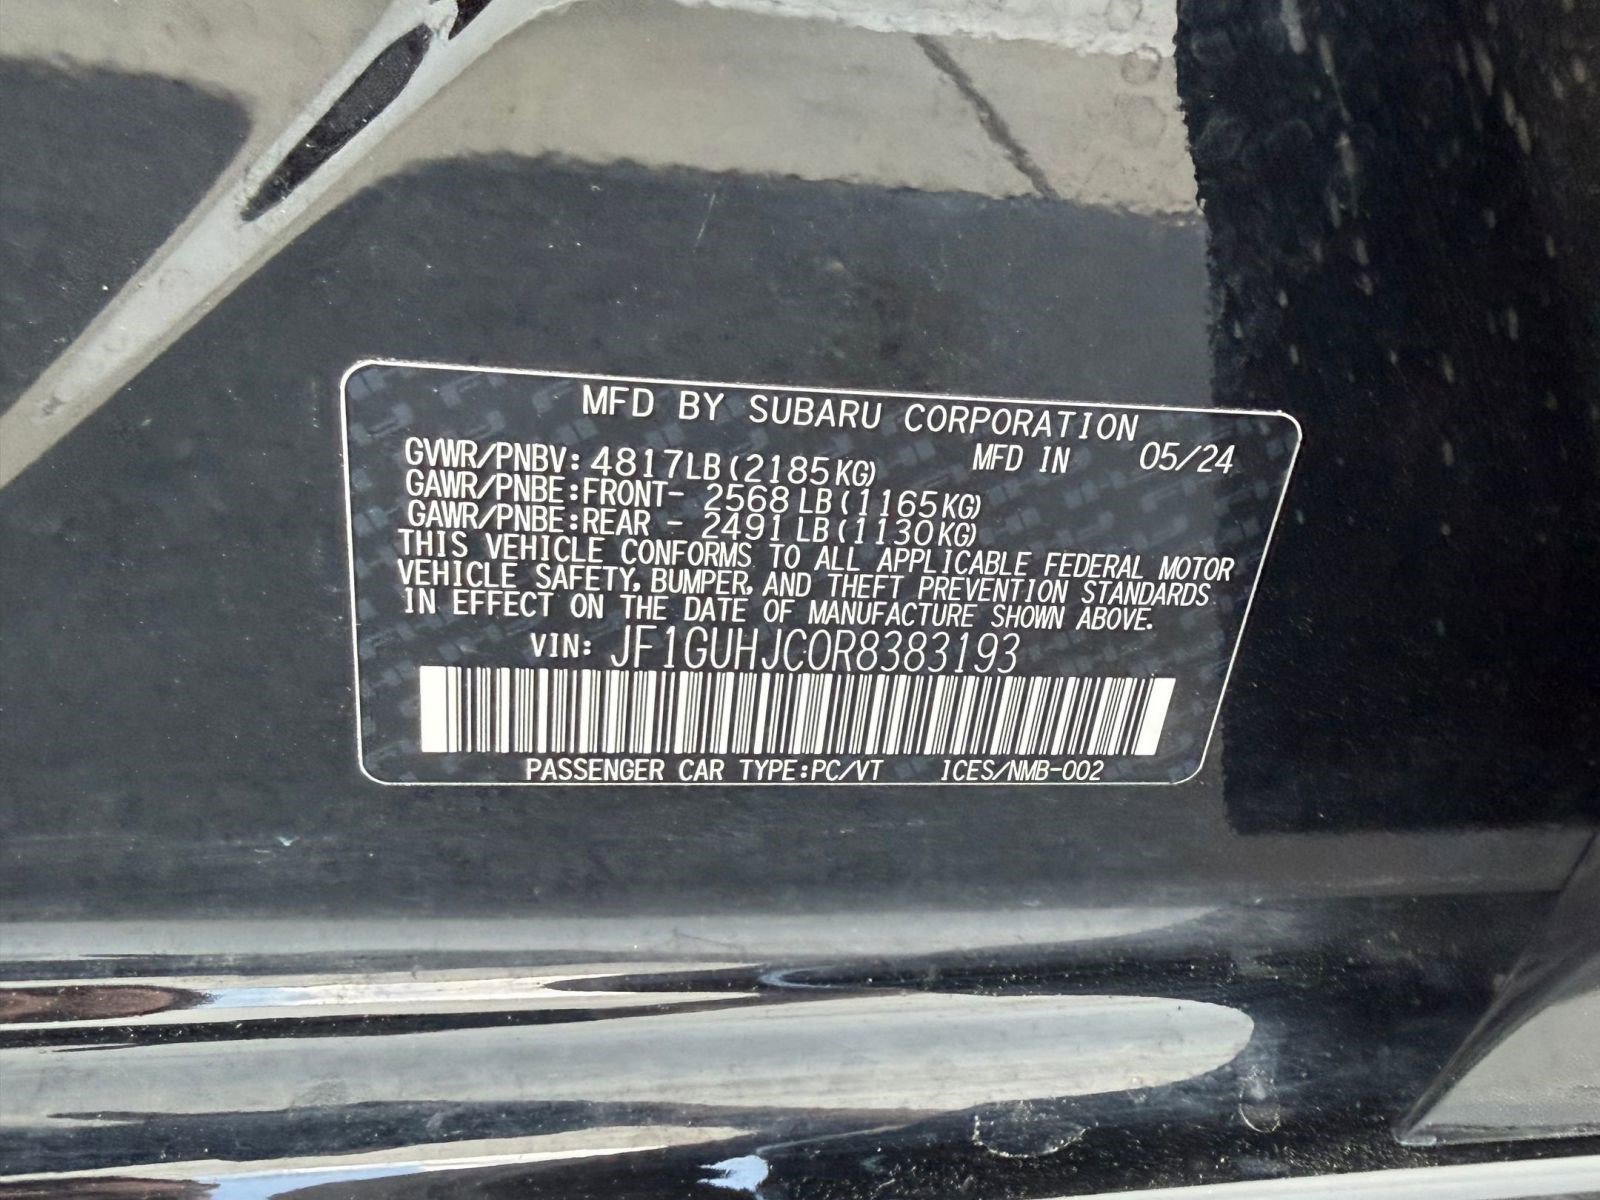 MFD BY SUBARU CORPORATION
GVWR/PNBV: 4817LB(2185KG) MFD IN 05/24
GAWR/PNBE:FRONT- 2568 LB(1165KG)
GAWR/PNBE:REAR - 2491 LB(1130KG)
THIS VEHICLE CONFORMS TO ALL APPLICABLE FEDERAL MOTOR
VEHICLE SAFETY, BUMPER, AND THEFT PREVENTION STANDARDS
IN EFFECT ON THE DATE OF MANUFACTURE SHOWN ABOVE.
VIN: JF1GUHJC0R8383193
PASSENGER CAR TYPE:PC/VT ICES/NMB-002